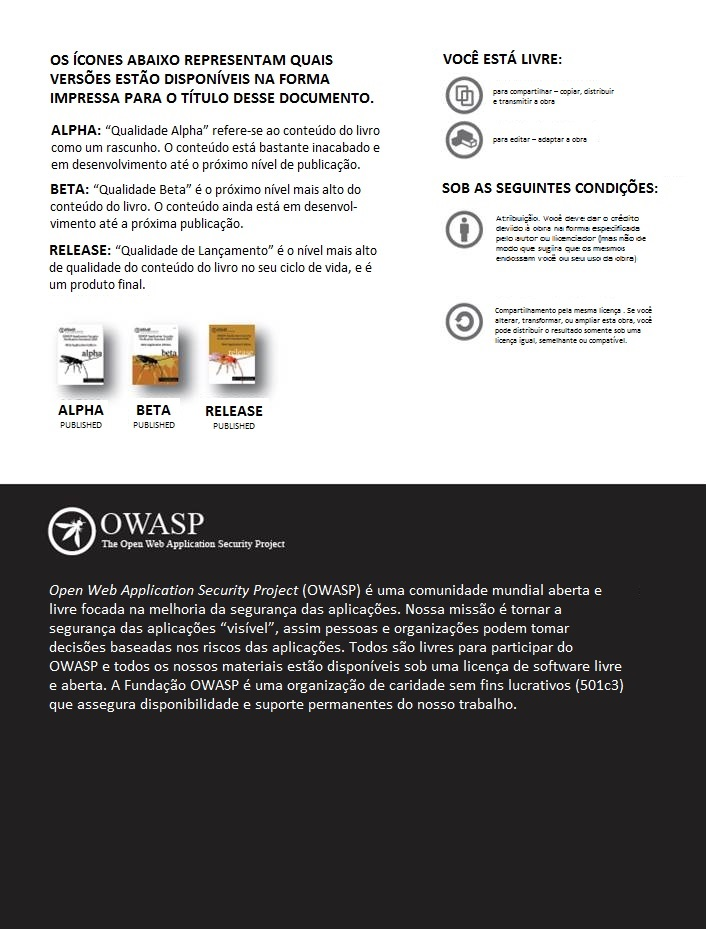 OS ÍCONES ABAIXO REPRESENTAM QUAIS
VERSÕES ESTÃO DISPONÍVEIS NA FORMA
IMPRESSA PARA O TÍTULO DESSE DOCUMENTO.
ALPHA: “Qualidade Alpha” refere-se ao conteúdo do livro
como um rascunho. O conteúdo está bastante inacabado e
em desenvolvimento até o próximo nível de publicação.
BETA: “Qualidade Beta” é o próximo nível mais alto do
conteúdo do livro. O conteúdo ainda está em desenvol-
vimento até a próxima publicação.
RELEASE: “Qualidade de Lançamento” é o nível mais alto
de qualidade do conteúdo do livro no seu ciclo de vida, e é
um produto final.
alpha
beta
release
ALPHA
PUBLISHED
BETA
PUBLISHED
RELEASE
PUBLISHED
VOCÊ ESTÁ LIVRE:
para compartilhar – copiar, distribuir
e transmitir a obra
para editar – adaptar a obra
SOB AS SEGUINTES CONDIÇÕES:
Atribuição. Você deve dar o crédito
devido à obra na forma especificada
pelo autor ou licenciador (mas não de
modo que sugira que os mesmos
endossam você ou seu uso da obra)
Compartilhamento pela mesma licença . Se você
alterar, transformar, ou ampliar esta obra, você
pode distribuir o resultado somente sob uma
licença igual, semelhante ou compatível.
OWASP
The Open Web Application Security Project
Open Web Application Security Project (OWASP) é uma comunidade mundial aberta e
livre focada na melhoria da segurança das aplicações. Nossa missão é tornar a
segurança das aplicações “visível”, assim pessoas e organizações podem tomar
decisões baseadas nos riscos das aplicações. Todos são livres para participar do
OWASP e todos os nossos materiais estão disponíveis sob uma licença de software livre
e aberta. A Fundação OWASP é uma organização de caridade sem fins lucrativos (501c3)
que assegura disponibilidade e suporte permanentes do nosso trabalho.